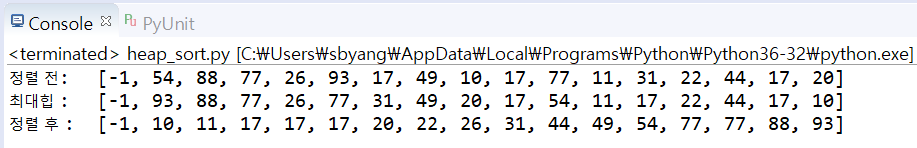 Console PyUnit
<terminated> heap_sort.py [C:₩Users₩sbyang₩AppData₩Local₩Programs₩Python₩Python36-32₩python.exe]
정렬 전: [-1, 54, 88, 77, 26, 93, 17, 49, 10, 17, 77, 11, 31, 22, 44, 17, 20]
최대힙 : [-1, 93, 88, 77, 26, 77, 31, 49, 20, 17, 54, 11, 17, 22, 44, 17, 10]
정렬 후 : [-1, 10, 11, 17, 17, 17, 20, 22, 26, 31, 44, 49, 54, 77, 77, 88, 93]